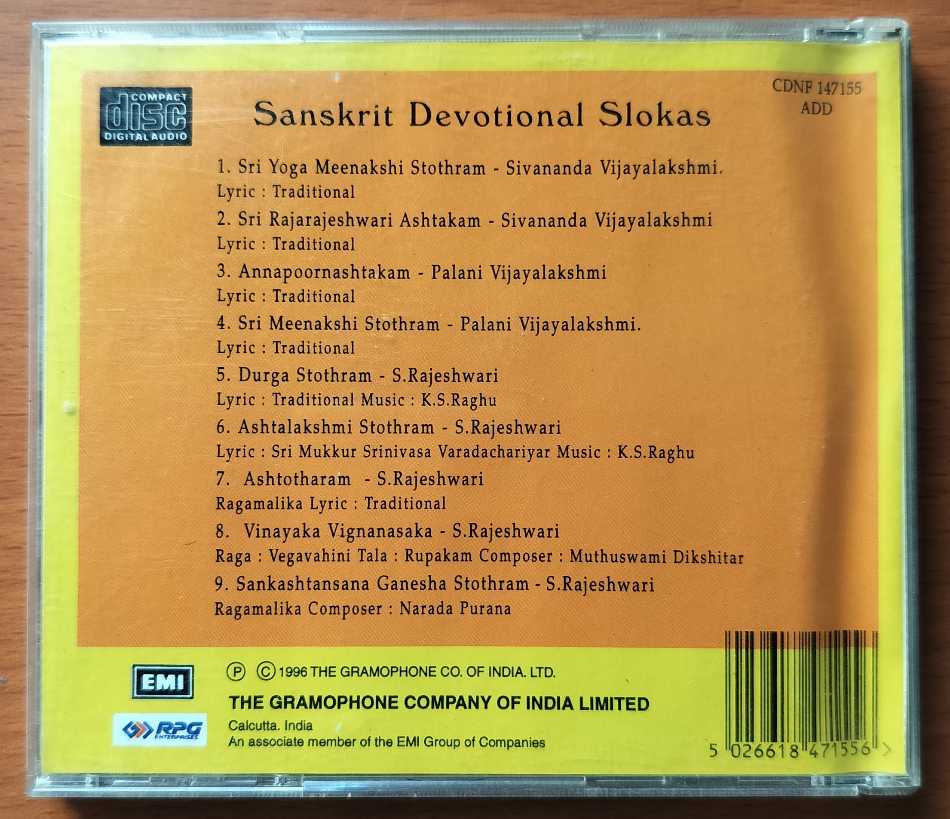 COMPACT
disc
DIGITAL AUDIO
Sanskrit Devotional Slokas
CDNF 147155
ADD
1. Sri Yoga Meenakshi Stothram - Sivananda Vijayalakshmi.
Lyric : Traditional
2. Sri Rajarajeshwari Ashtakam - Sivananda Vijayalakshmi
Lyric : Traditional
3. Annapoornashtakam - Palani Vijayalakshmi
Lyric : Traditional
4. Sri Meenakshi Stothram - Palani Vijayalakshmi.
Lyric : Traditional
5. Durga Stothram - S.Rajeshwari
Lyric : Traditional Music : K.S.Raghu
6. Ashtalakshmi Stothram - S.Rajeshwari
Lyric : Sri Mukkur Srinivasa Varadachariyar Music : K.S.Raghu
7. Ashtotharam - S.Rajeshwari
Ragamalika Lyric : Traditional
8. Vinayaka Vignanasaka - S.Rajeshwari
Raga : Vegavahini Tala : Rupakam Composer : Muthuswami Dikshitar
9. Sankashtansana Ganesha Stothram - S.Rajeshwari
Ragamalika Composer : Narada Purana
EMI
RPG
ENTERPRISES
Ⓟ © 1996 THE GRAMOPHONE CO. OF INDIA. LTD.
THE GRAMOPHONE COMPANY OF INDIA LIMITED
Calcutta. India
An associate member of the EMI Group of Companies
5 026618 471556 >